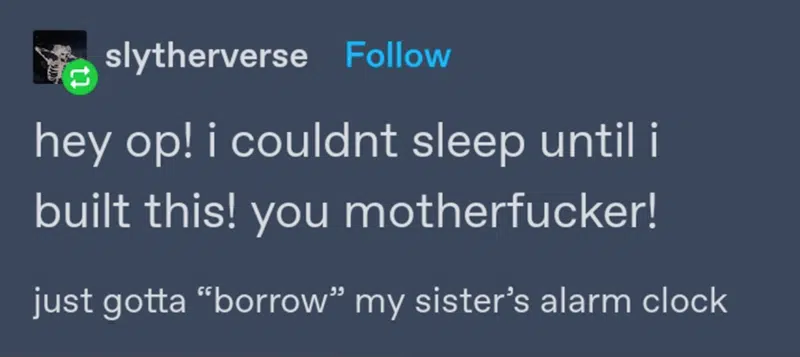 slytherverse Follow
hey op! i couldnt sleep until i
built this! you motherfucker!
just gotta “borrow” my sister’s alarm clock